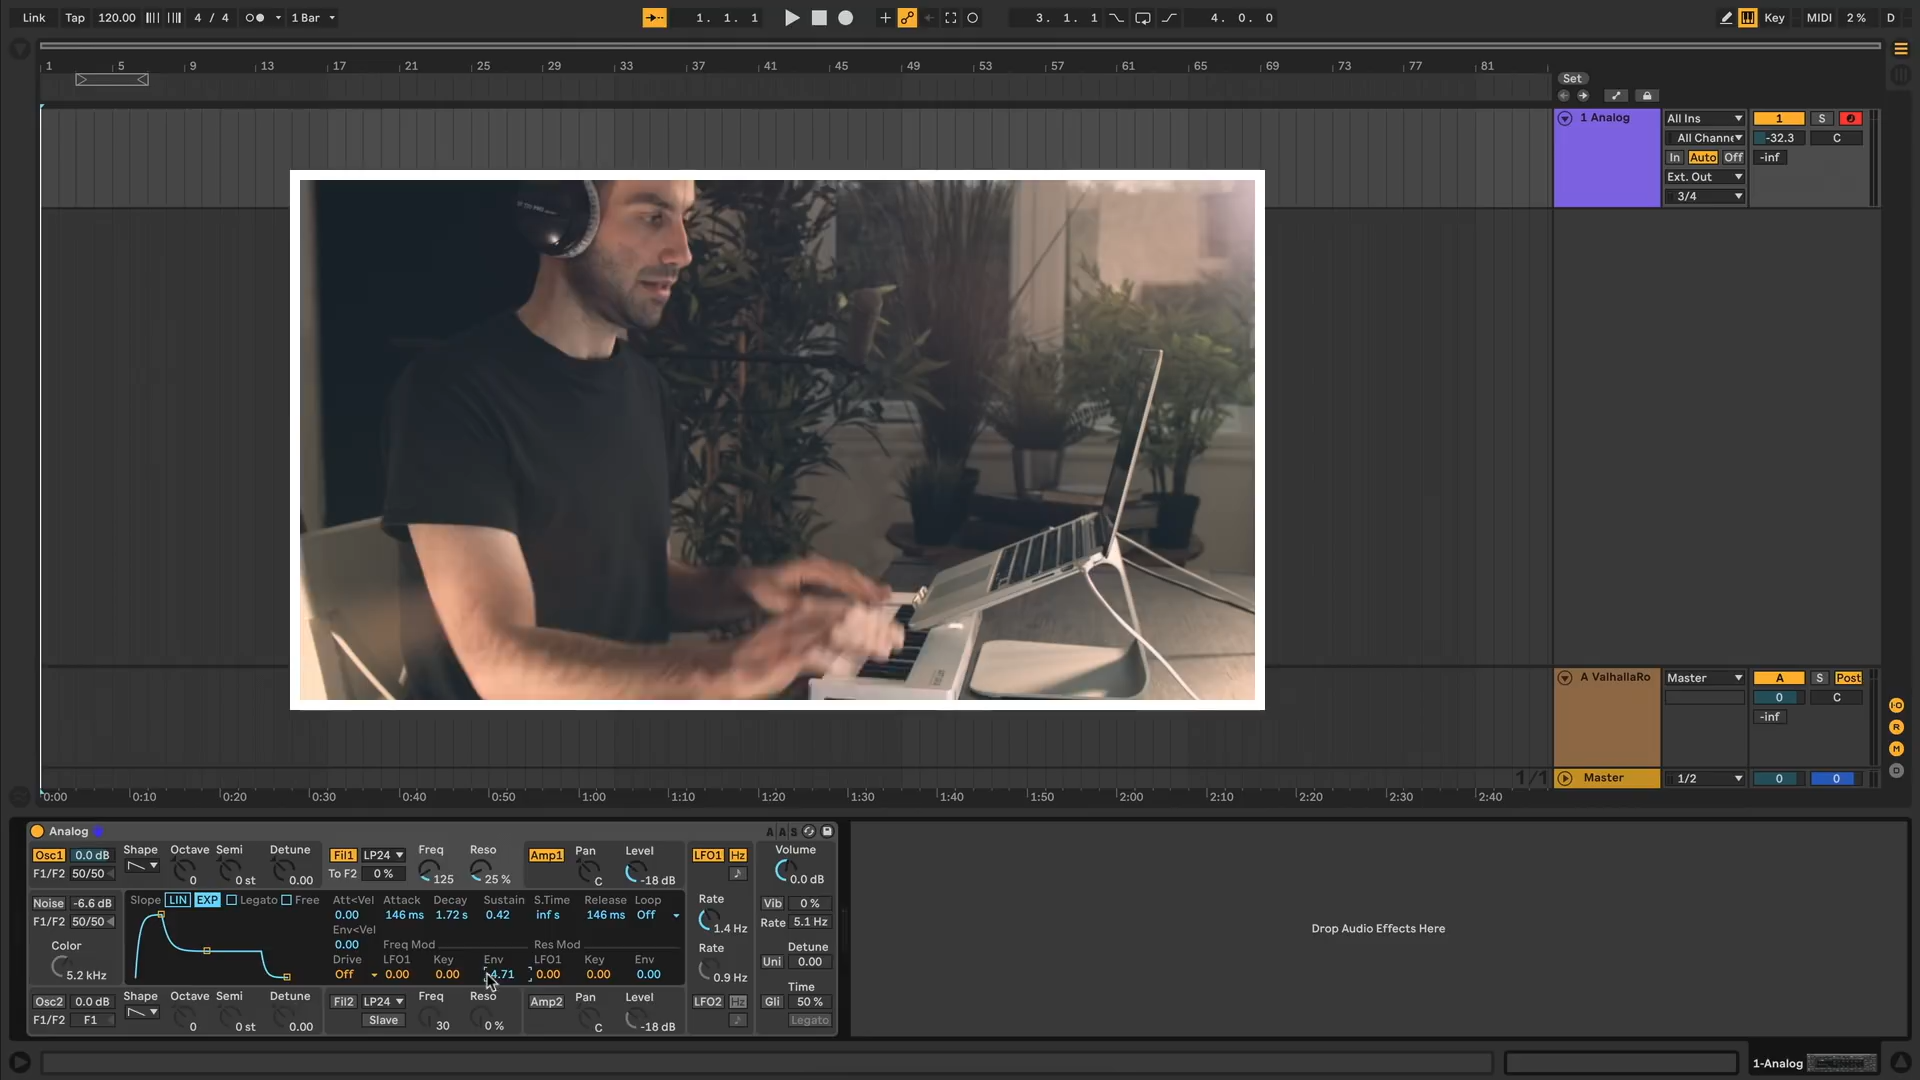 Link Tap 120.00 4 / 4 1 Bar 1. 1. 1 3. 1. 1 4. 0. 0 Key MIDI 2 % D
1 5 9 13 17 21 25 29 33 37 41 45 49 53 57 61 65 69 73 77 81
Set
1 Analog All Ins 1 S
All Channe -32.3 C
In Auto Off -inf
Ext. Out
3/4
A ValhallaRo Master A S Post
0 C
-inf
1/1 Master 1/2 0 0
0:00 0:10 0:20 0:30 0:40 0:50 1:00 1:10 1:20 1:30 1:40 1:50 2:00 2:10 2:20 2:30 2:40
Analog
Osc1 0.0 dB Shape Octave Semi Detune Fil1 LP24 Freq Reso Amp1 Pan Level LFO1 Hz Volume
F1/F2 50/50 0 0 st 0.00 To F2 0 % 125 25 % C -18 dB 0.0 dB
Noise -6.6 dB Slope LIN EXP Legato Free Att<Vel Attack Decay Sustain S.Time Release Loop Rate Vib 0 %
F1/F2 50/50 0.00 146 ms 1.72 s 0.42 inf s 146 ms Off 1.4 Hz Rate 5.1 Hz
Color Env<Vel
5.2 kHz 0.00 Freq Mod Res Mod Rate Detune
Drive LFO1 Key Env LFO1 Key Env Uni 0.00
Off 0.00 0.00 4.71 0.00 0.00 0.00 0.9 Hz
Osc2 0.0 dB Shape Octave Semi Detune Fil2 LP24 Freq Reso Amp2 Pan Level LFO2 Hz Time
Gli 50 %
F1/F2 F1 0 0 st 0.00 Slave 30 0 % C -18 dB Legato
Drop Audio Effects Here
1-Analog